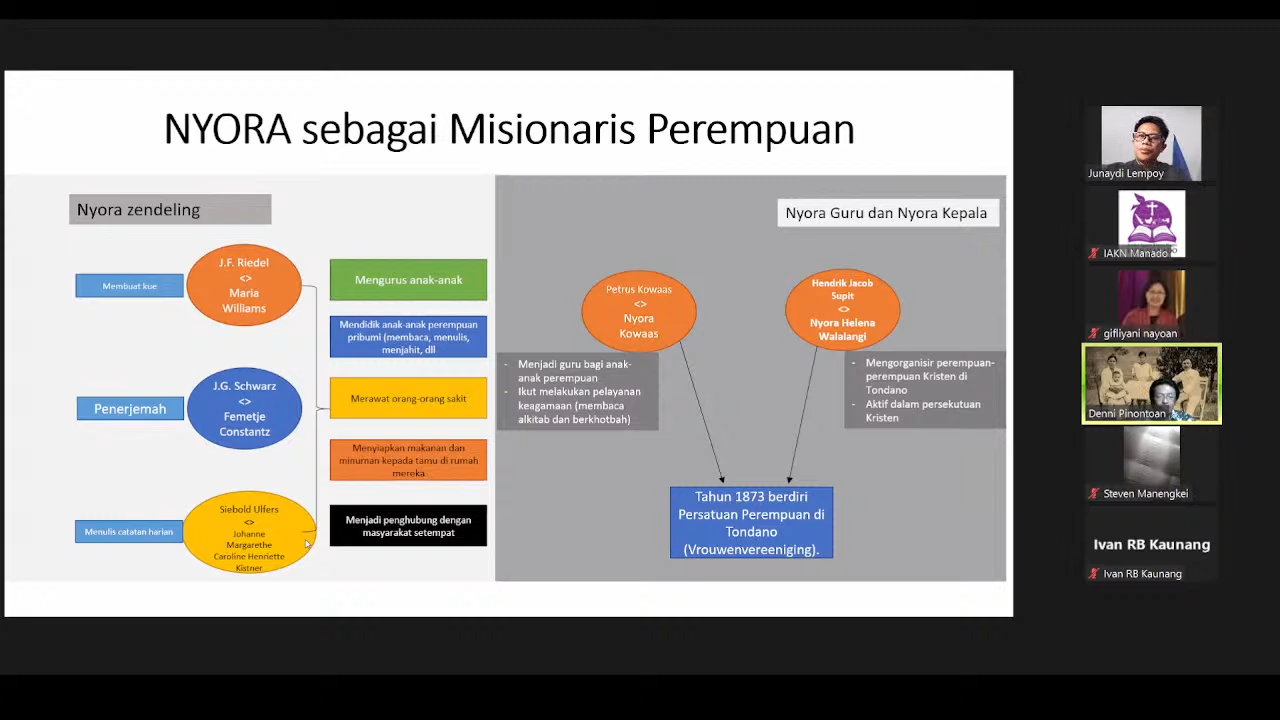 NYORA sebagai Misionaris Perempuan
Nyora zendeling
Membuat kue
J.F. Riedel
<>
Maria
Williams
Penerjemah
J.G. Schwarz
<>
Femetje
Constantz
Menulis catatan harian
Siebold Ulfers
<>
Johanne
Margarethe
Caroline Henriette
Kistner
Mengurus anak-anak
Mendidik anak-anak perempuan
pribumi (membaca, menulis,
menjahit, dll
Merawat orang-orang sakit
Menyiapkan makanan dan
minuman kepada tamu di rumah
mereka
Menjadi penghubung dengan
masyarakat setempat
Nyora Guru dan Nyora Kepala
Petrus Kowaas
<>
Nyora
Kowaas
- Menjadi guru bagi anak-
anak perempuan
- Ikut melakukan pelayanan
keagamaan (membaca
alkitab dan berkhotbah)
Hendrik Jacob
Supit
<>
Nyora Helena
Walalangi
- Mengorganisir perempuan-
perempuan Kristen di
Tondano
- Aktif dalam persekutuan
Kristen
Tahun 1873 berdiri
Persatuan Perempuan di
Tondano
(Vrouwenvereeniging).
Junaydi Lempoy
IAKN Manado
gifliyani nayoan
Denni Pinontoan
Steven Manengkei
Ivan RB Kaunang
Ivan RB Kaunang